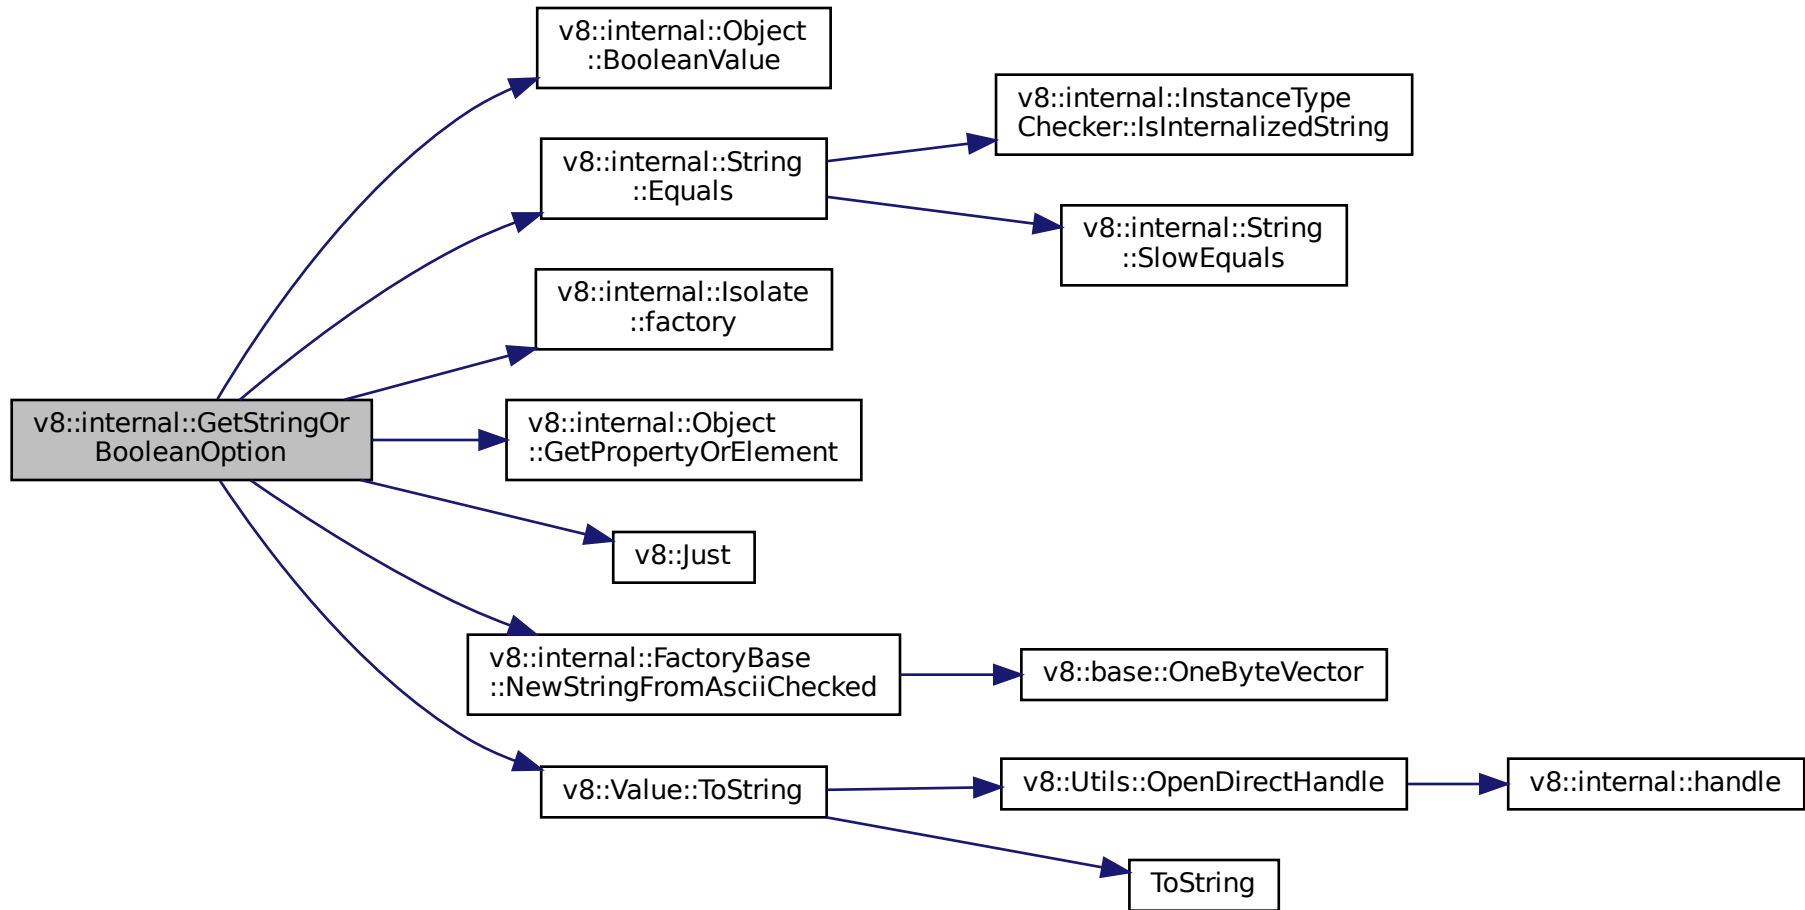 v8::internal::Object
::BooleanValue
v8::internal::InstanceType
Checker::IsInternalizedString
v8::internal::String
::Equals
v8::internal::String
::SlowEquals
v8::internal::Isolate
::factory
v8::internal::GetStringOr
BooleanOption
v8::internal::Object
::GetPropertyOrElement
v8::Just
v8::internal::FactoryBase
::NewStringFromAsciiChecked
v8::base::OneByteVector
v8::Value::ToString
v8::Utils::OpenDirectHandle
v8::internal::handle
ToString